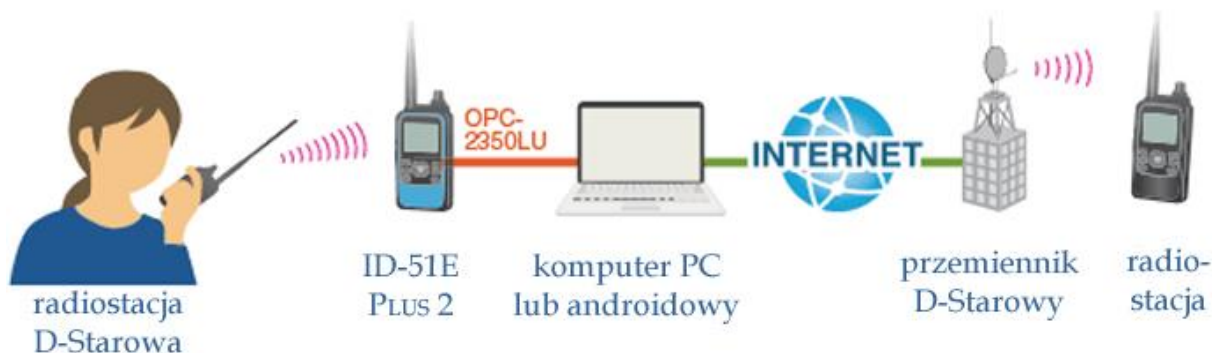 OPC-
2350LU
INTERNET
radiostacja
D-Starowa
ID-51E
PLUS 2
komputer PC
lub androidowy
przemiennik
D-Starowy
radio-
stacja